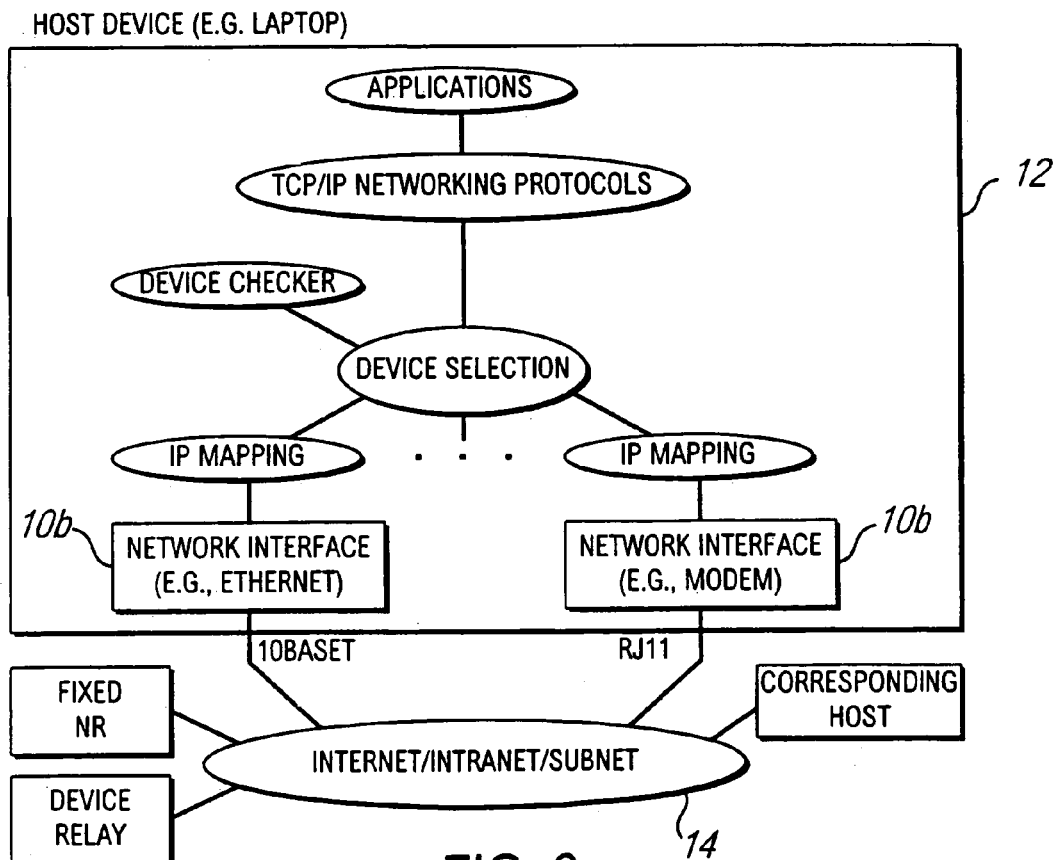 HOST DEVICE (E.G. LAPTOP)
APPLICATIONS
TCP/IP NETWORKING PROTOCOLS
12
DEVICE CHECKER
DEVICE SELECTION
IP MAPPING
. . .
IP MAPPING
10b
NETWORK INTERFACE
(E.G., ETHERNET)
NETWORK INTERFACE
(E.G., MODEM)
10b
10BASET
RJ11
FIXED
NR
CORRESPONDING
HOST
INTERNET/INTRANET/SUBNET
DEVICE
RELAY
14